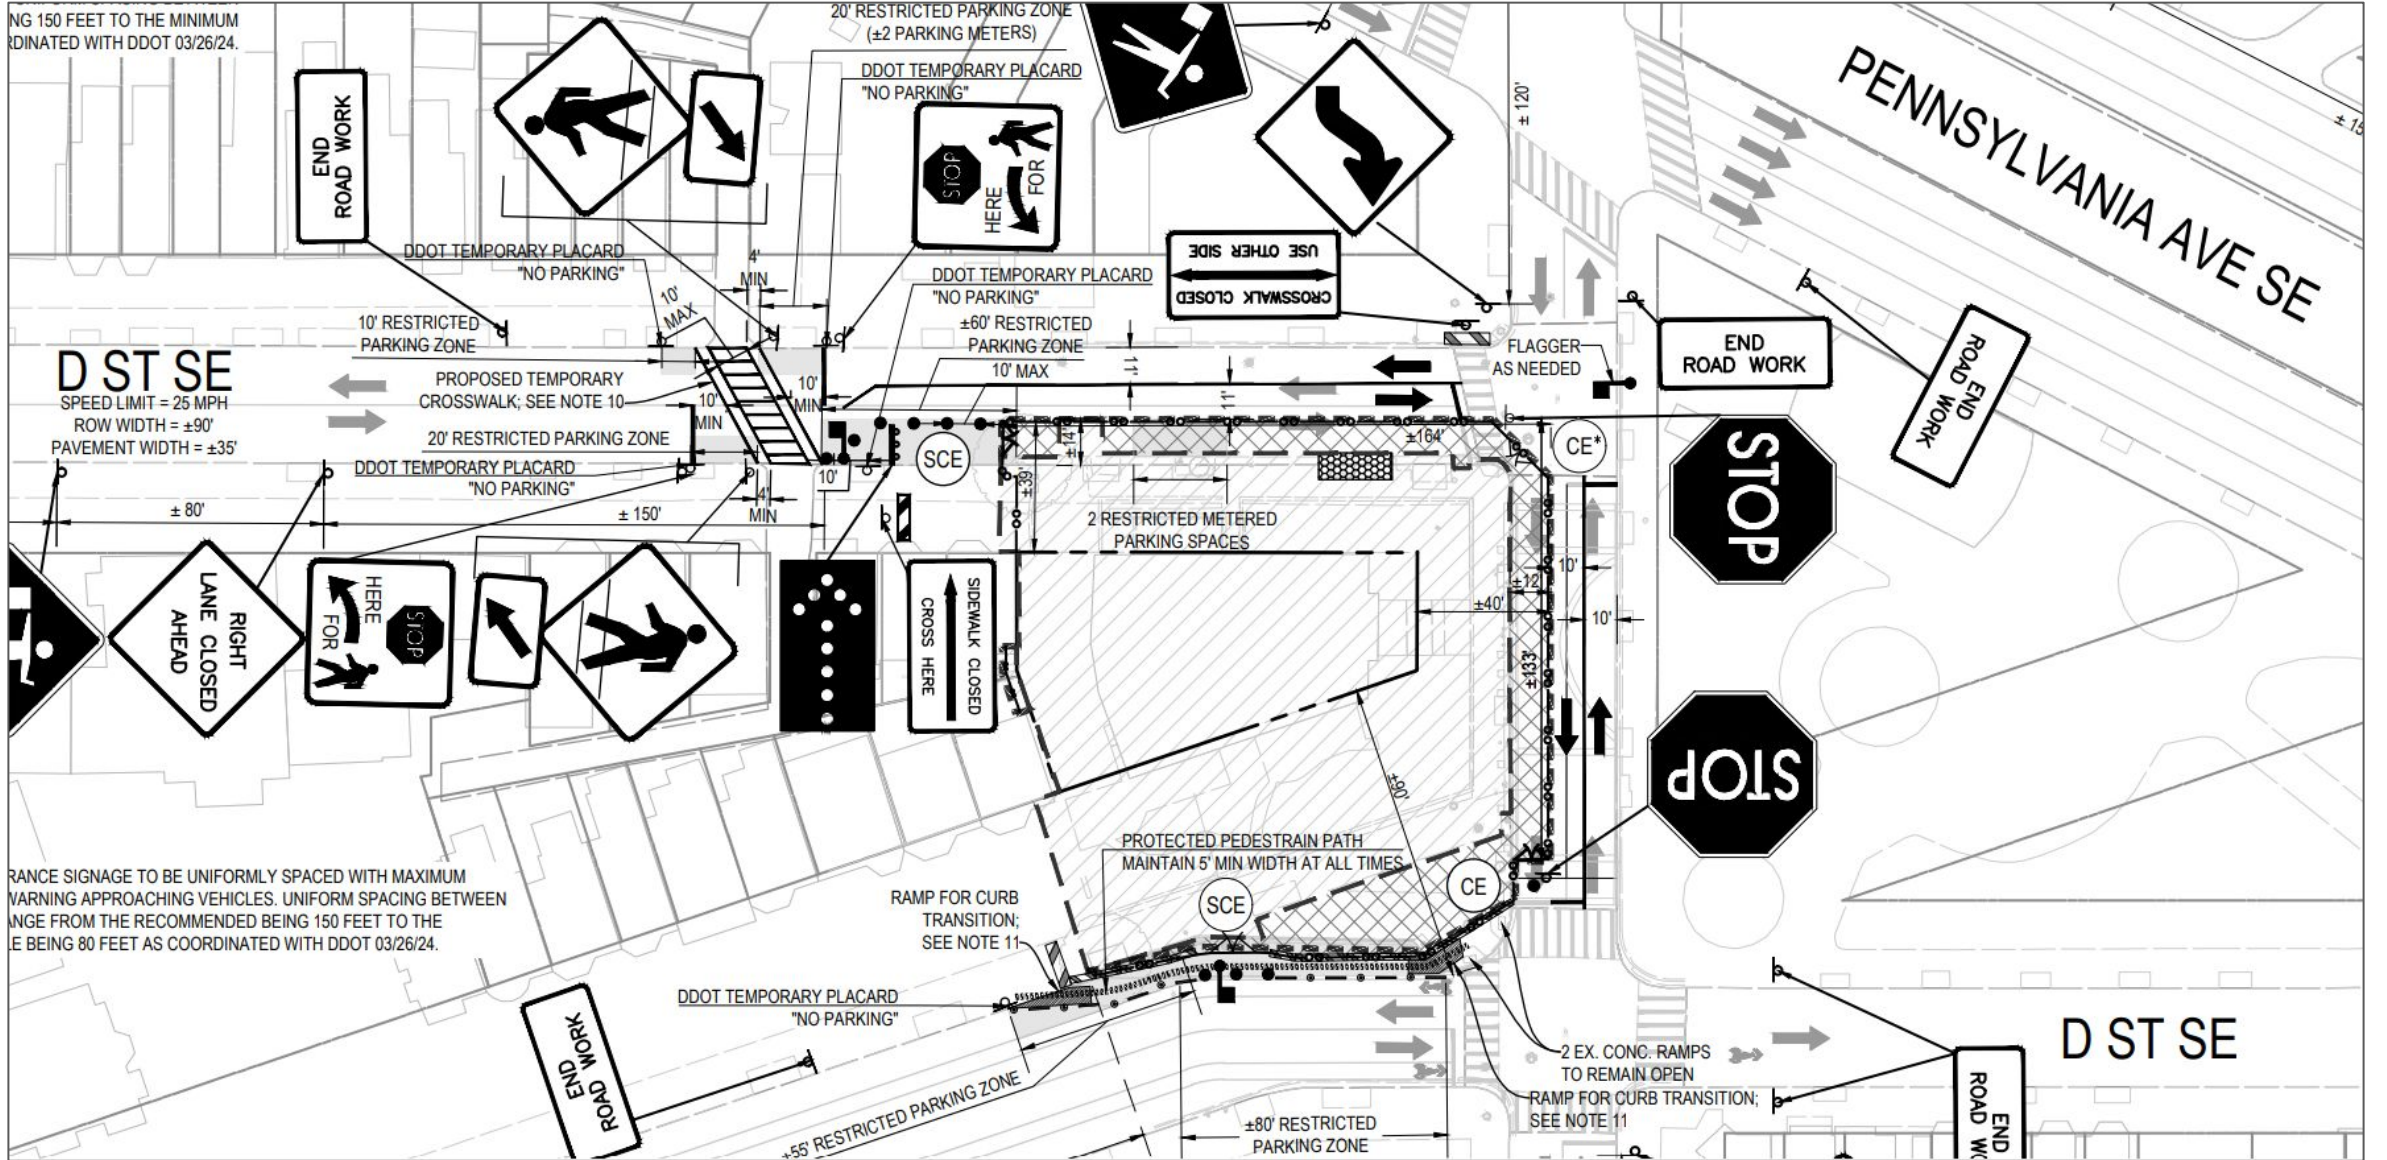 NG 150 FEET TO THE MINIMUM
RDINATED WITH DDOT 03/26/24.
20' RESTRICTED PARKING ZONE
(±2 PARKING METERS)
DDOT TEMPORARY PLACARD
"NO PARKING"
END
ROAD WORK
STOP
HERE
FOR
± 120'
PENNSYLVANIA AVE SE
± 15
DDOT TEMPORARY PLACARD
"NO PARKING"
4'
MIN
10'
MAX
DDOT TEMPORARY PLACARD
"NO PARKING"
CROSSWALK CLOSED
USE OTHER SIDE
10' RESTRICTED
PARKING ZONE
±60' RESTRICTED
PARKING ZONE
10' MAX
11'
11'
FLAGGER
AS NEEDED
END
ROAD WORK
END
ROAD WORK
D ST SE
SPEED LIMIT = 25 MPH
ROW WIDTH = ±90'
PAVEMENT WIDTH = ±35'
PROPOSED TEMPORARY
CROSSWALK; SEE NOTE 10
10'
MIN
10'
MIN
20' RESTRICTED PARKING ZONE
DDOT TEMPORARY PLACARD
"NO PARKING"
10'
4'
MIN
SCE
±39'
±14'
±164'
CE*
STOP
± 80'
± 150'
2 RESTRICTED METERED
PARKING SPACES
RIGHT
LANE CLOSED
AHEAD
HERE
FOR
STOP
SIDEWALK CLOSED
CROSS HERE
±12'
10'
±40'
10'
±133'
STOP
±90'
PROTECTED PEDESTRAIN PATH
MAINTAIN 5' MIN WIDTH AT ALL TIMES
RANCE SIGNAGE TO BE UNIFORMLY SPACED WITH MAXIMUM
WARNING APPROACHING VEHICLES. UNIFORM SPACING BETWEEN
ANGE FROM THE RECOMMENDED BEING 150 FEET TO THE
LE BEING 80 FEET AS COORDINATED WITH DDOT 03/26/24.
RAMP FOR CURB
TRANSITION;
SEE NOTE 11
SCE
CE
DDOT TEMPORARY PLACARD
"NO PARKING"
END
ROAD WORK
±55' RESTRICTED PARKING ZONE
±80' RESTRICTED
PARKING ZONE
2 EX. CONC. RAMPS
TO REMAIN OPEN
RAMP FOR CURB TRANSITION;
SEE NOTE 11
D ST SE
END
ROAD WO